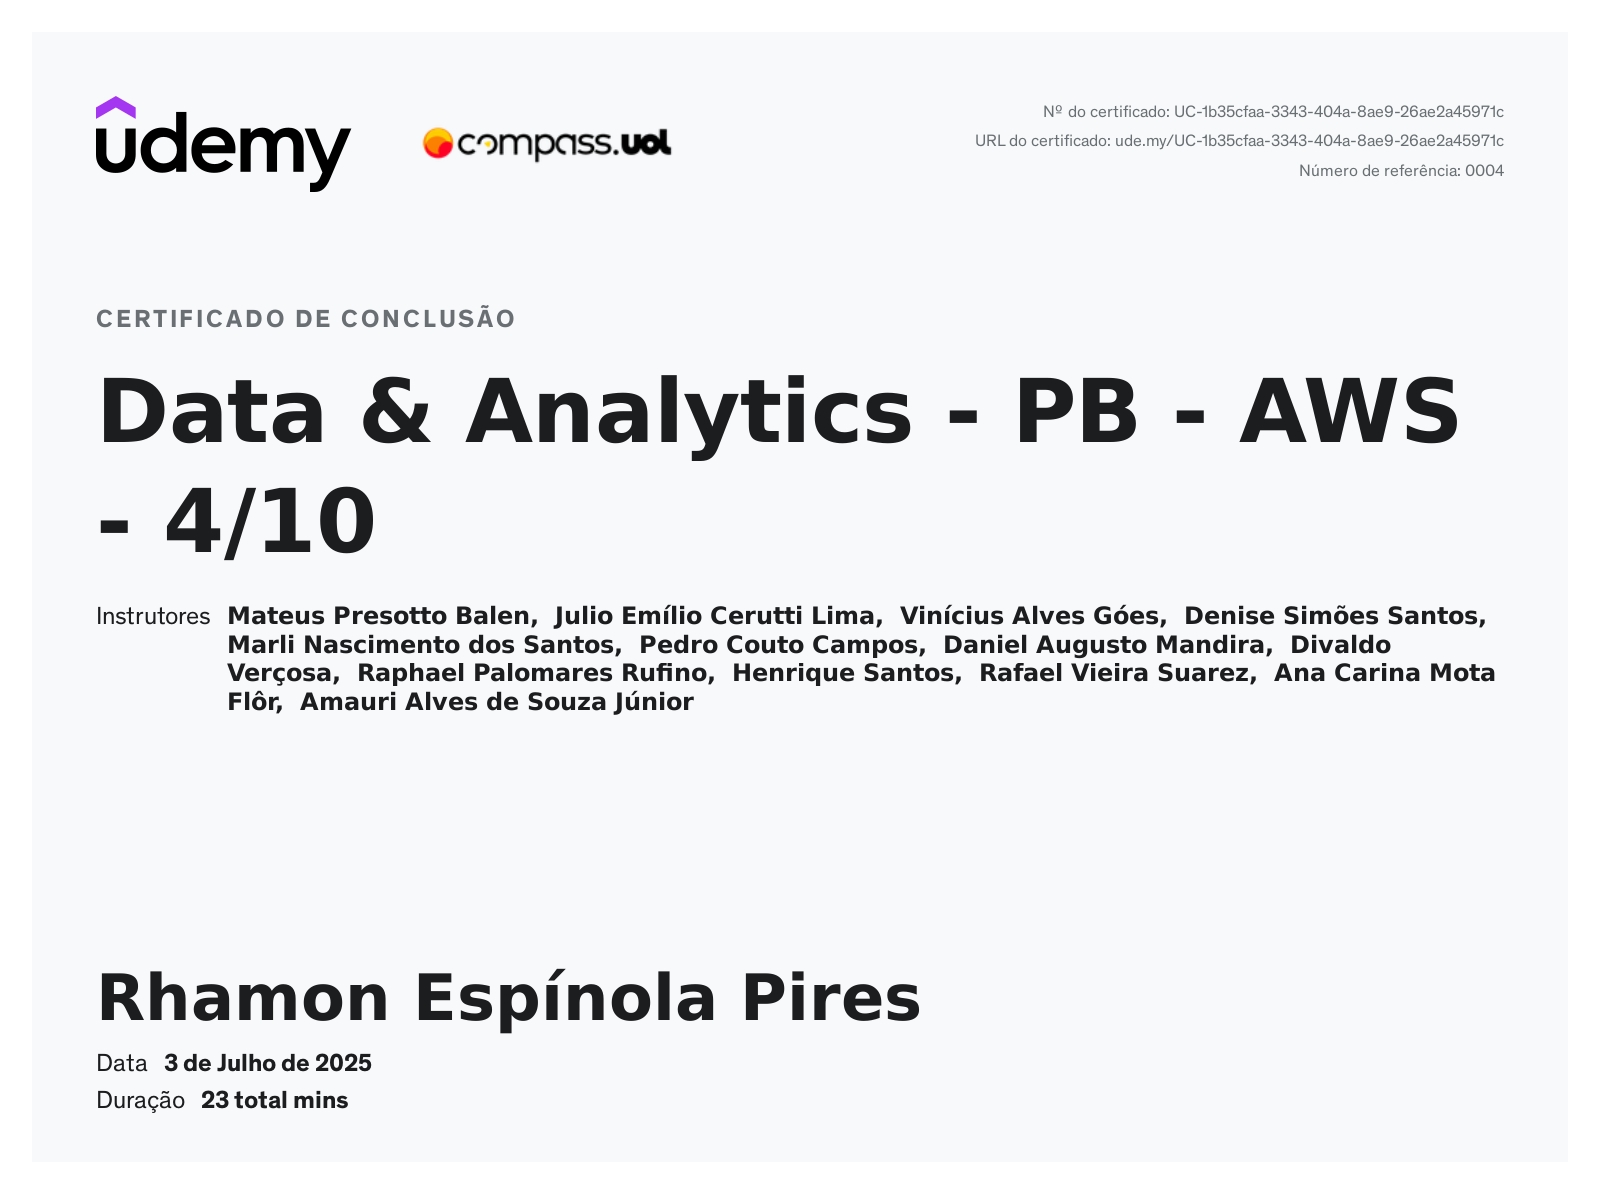 udemy
compass.uol
Nº do certificado: UC-1b35cfaa-3343-404a-8ae9-26ae2a45971c
URL do certificado: ude.my/UC-1b35cfaa-3343-404a-8ae9-26ae2a45971c
Número de referência: 0004
CERTIFICADO DE CONCLUSÃO
Data & Analytics - PB - AWS
- 4/10
Instrutores Mateus Presotto Balen, Julio Emílio Cerutti Lima, Vinícius Alves Góes, Denise Simões Santos,
Marli Nascimento dos Santos, Pedro Couto Campos, Daniel Augusto Mandira, Divaldo
Verçosa, Raphael Palomares Rufino, Henrique Santos, Rafael Vieira Suarez, Ana Carina Mota
Flôr, Amauri Alves de Souza Júnior
Rhamon Espínola Pires
Data 3 de Julho de 2025
Duração 23 total mins